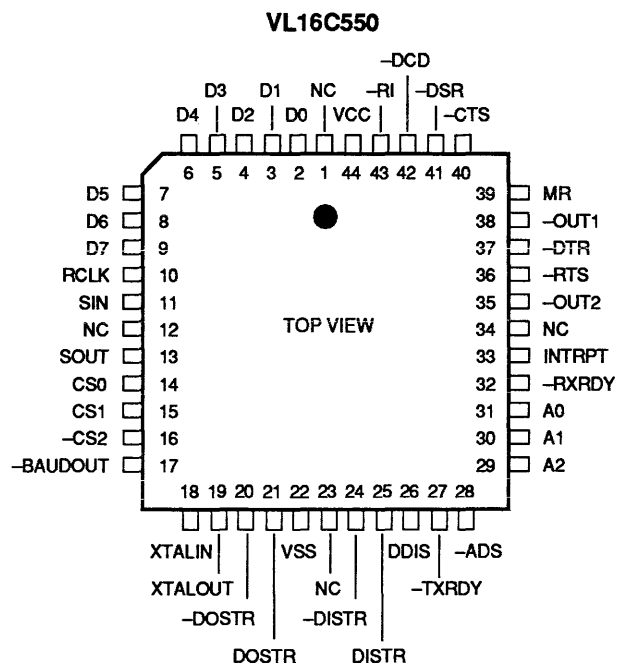 VL16C550
–DCD
D3 D1 NC –RI –DSR
D4 D2 D0 VCC –CTS
6 5 4 3 2 1 44 43 42 41 40
D5 7 39 MR
D6 8 38 –OUT1
D7 9 37 –DTR
RCLK 10 36 –RTS
SIN 11 35 –OUT2
NC 12 TOP VIEW 34 NC
SOUT 13 33 INTRPT
CS0 14 32 –RXRDY
CS1 15 31 A0
–CS2 16 30 A1
–BAUDOUT 17 29 A2
18 19 20 21 22 23 24 25 26 27 28
XTALIN VSS DDIS –ADS
XTALOUT NC –TXRDY
–DOSTR –DISTR
DOSTR DISTR